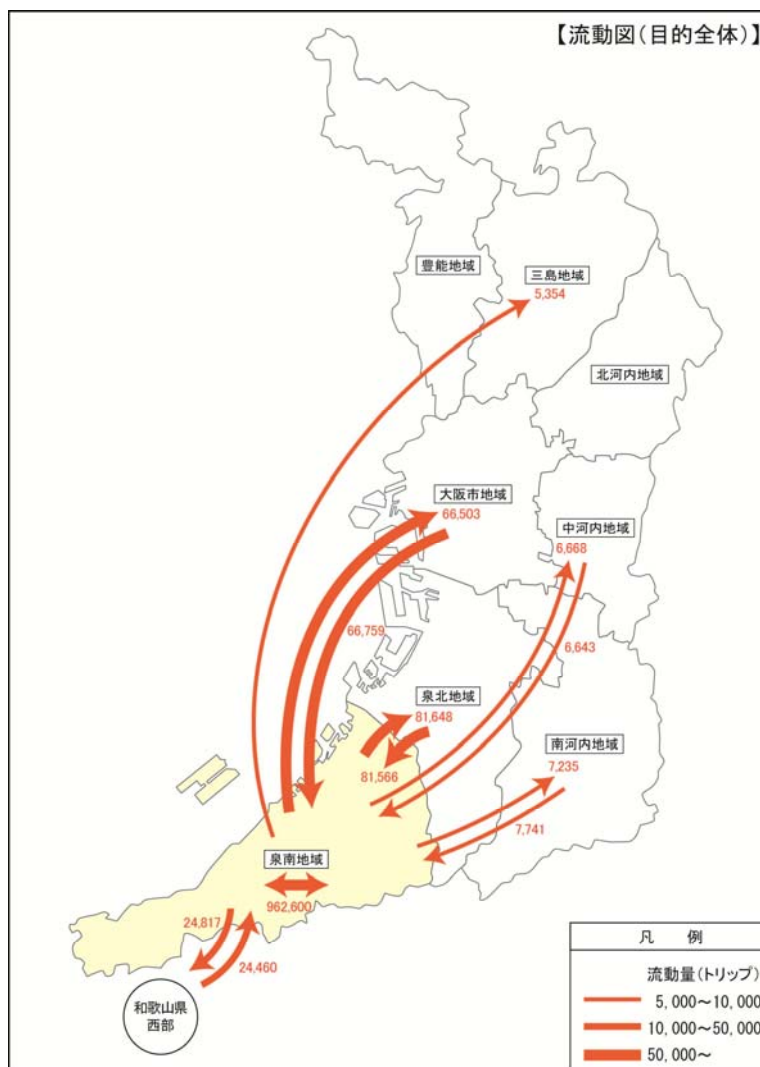 【流動図(目的全体)】
豊能地域
三島地域
5,354
北河内地域
大阪市地域
66,503
中河内地域
6,668
66,759
6,643
泉北地域
81,648
南河内地域
81,566
7,235
7,741
泉南地域
962,600
24,817
24,460
和歌山県
西部
凡 例
流動量(トリップ)
5,000～10,000
10,000～50,000
50,000～